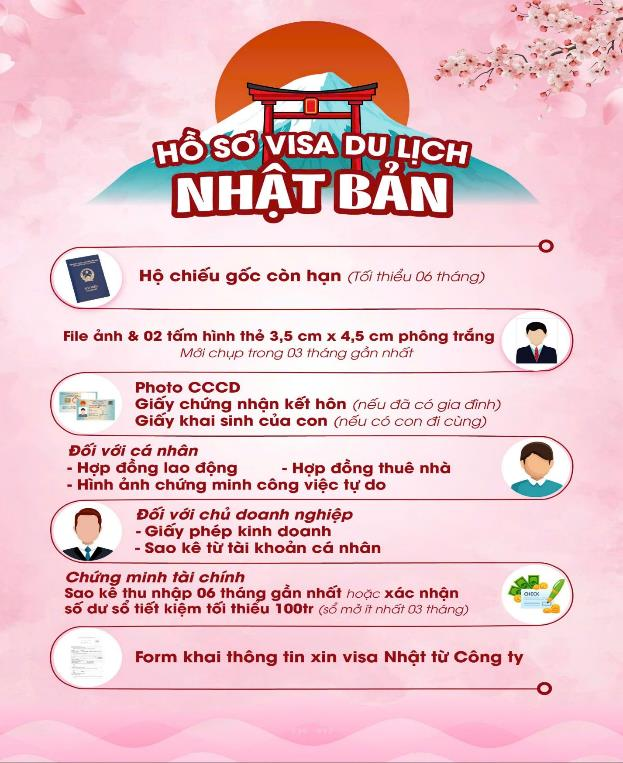 HỒ SƠ VISA DU LỊCH
NHẬT BẢN
Hộ chiếu gốc còn hạn (Tối thiểu 06 tháng)
File ảnh & 02 tấm hình thẻ 3,5 cm x 4,5 cm phông trắng
Mới chụp trong 03 tháng gần nhất
Photo CCCD
Giấy chứng nhận kết hôn (nếu đã có gia đình)
Giấy khai sinh của con (nếu có con đi cùng)
Đối với cá nhân
- Hợp đồng lao động - Hợp đồng thuê nhà
- Hình ảnh chứng minh công việc tự do
Đối với chủ doanh nghiệp
- Giấy phép kinh doanh
- Sao kê từ tài khoản cá nhân
Chứng minh tài chính
Sao kê thu nhập 06 tháng gần nhất hoặc xác nhận
số dư sổ tiết kiệm tối thiểu 100tr (sổ mở ít nhất 03 tháng)
CHECK
Form khai thông tin xin visa Nhật từ Công ty